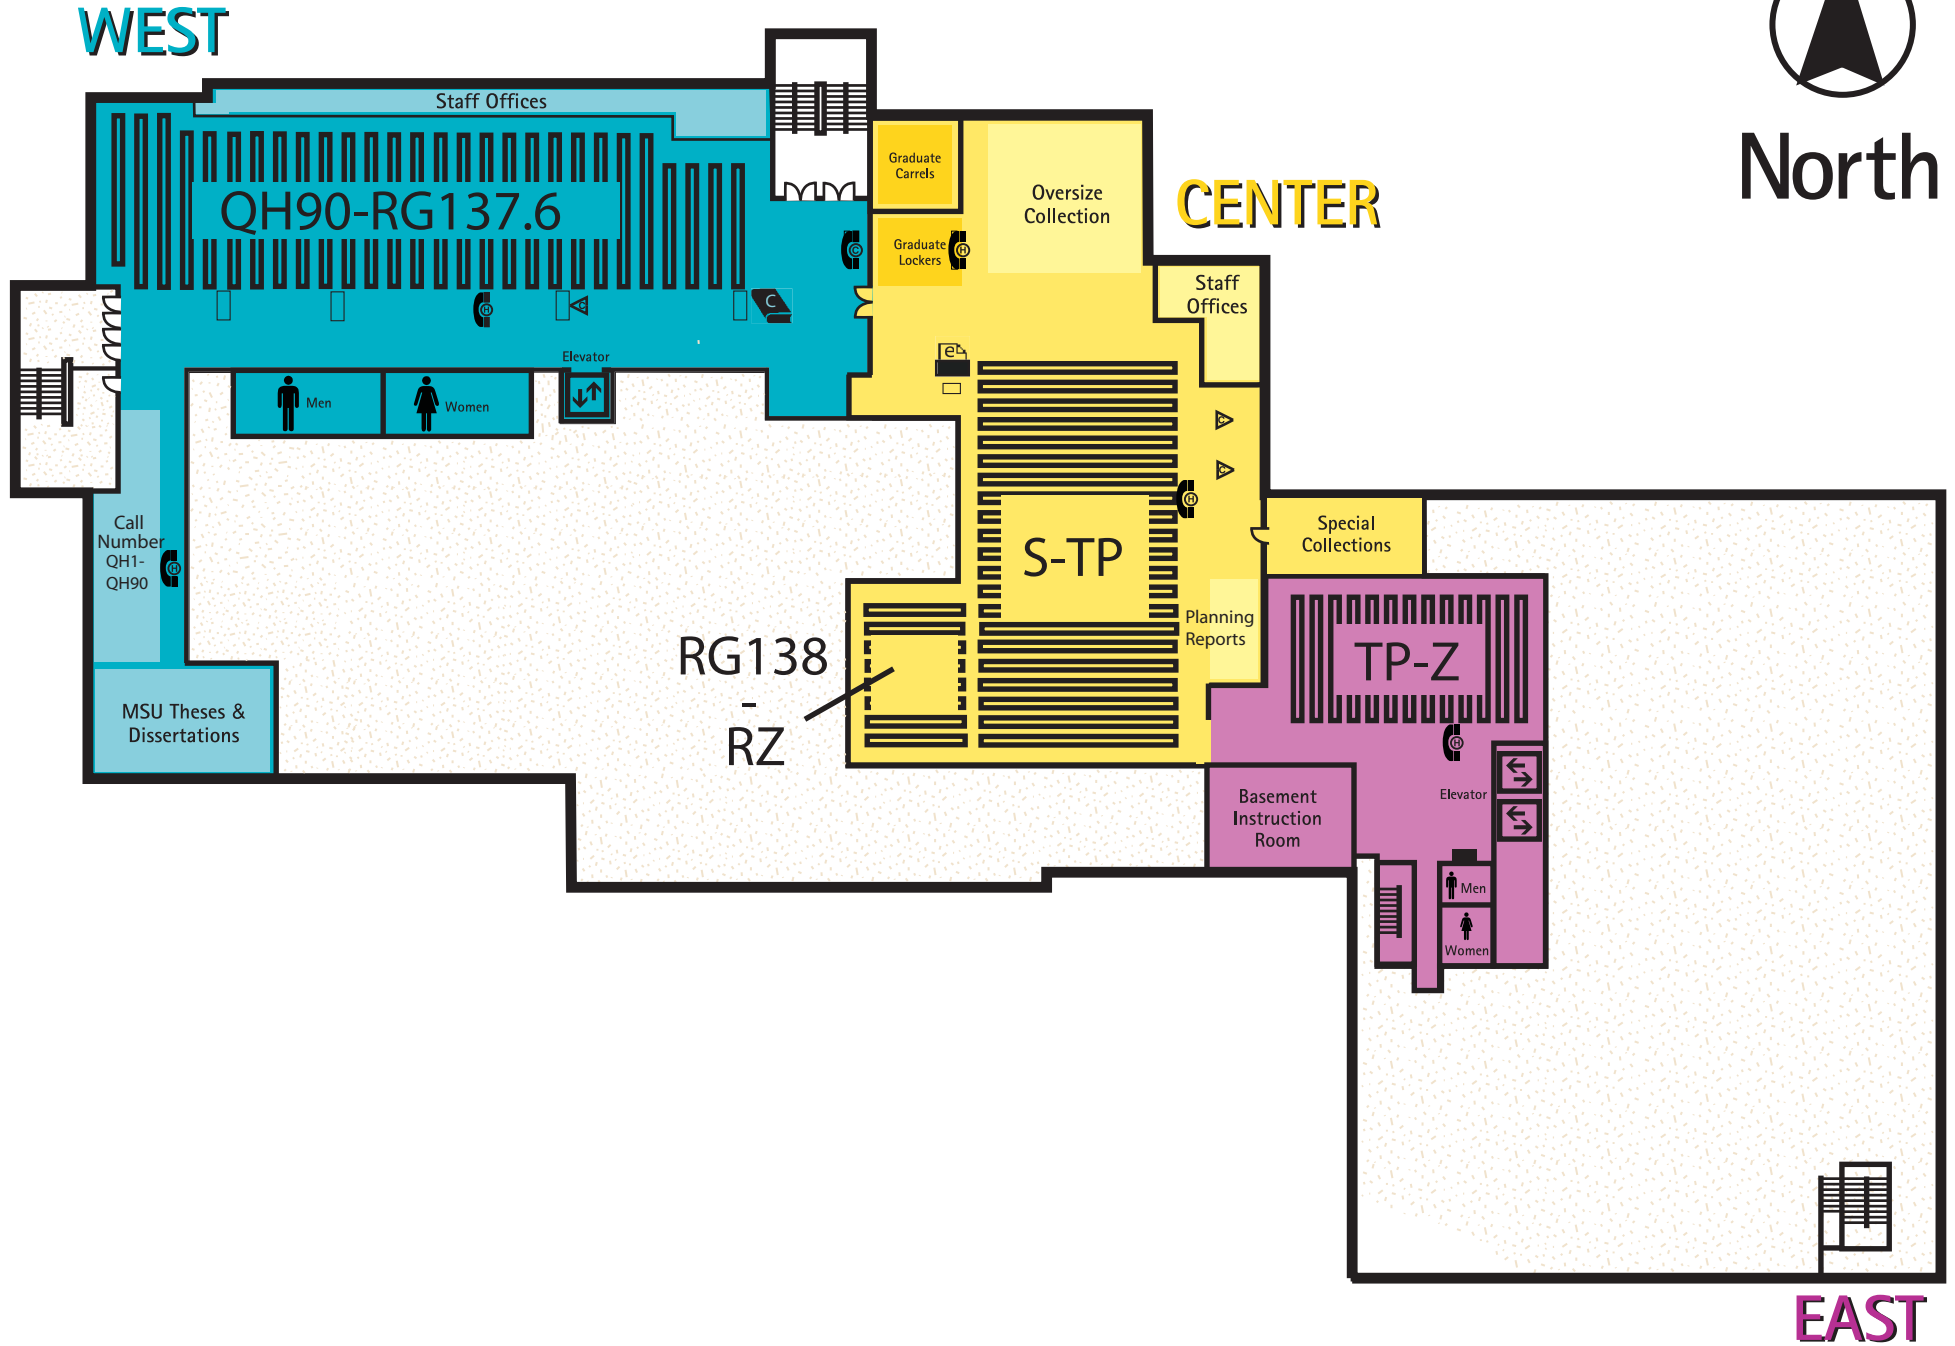 WEST
North
Staff Offices
QH90-RG137.6
Graduate
Carrels
Graduate
Lockers
Oversize
Collection
CENTER
Staff
Offices
C
H
H
C
C
e
Elevator
Men
Women
C
C
H
Call
Number
QH1-
QH90
H
MSU Theses &
Dissertations
S-TP
Special
Collections
Planning
Reports
RG138
-
RZ
TP-Z
H
Elevator
Basement
Instruction
Room
Men
Women
EAST